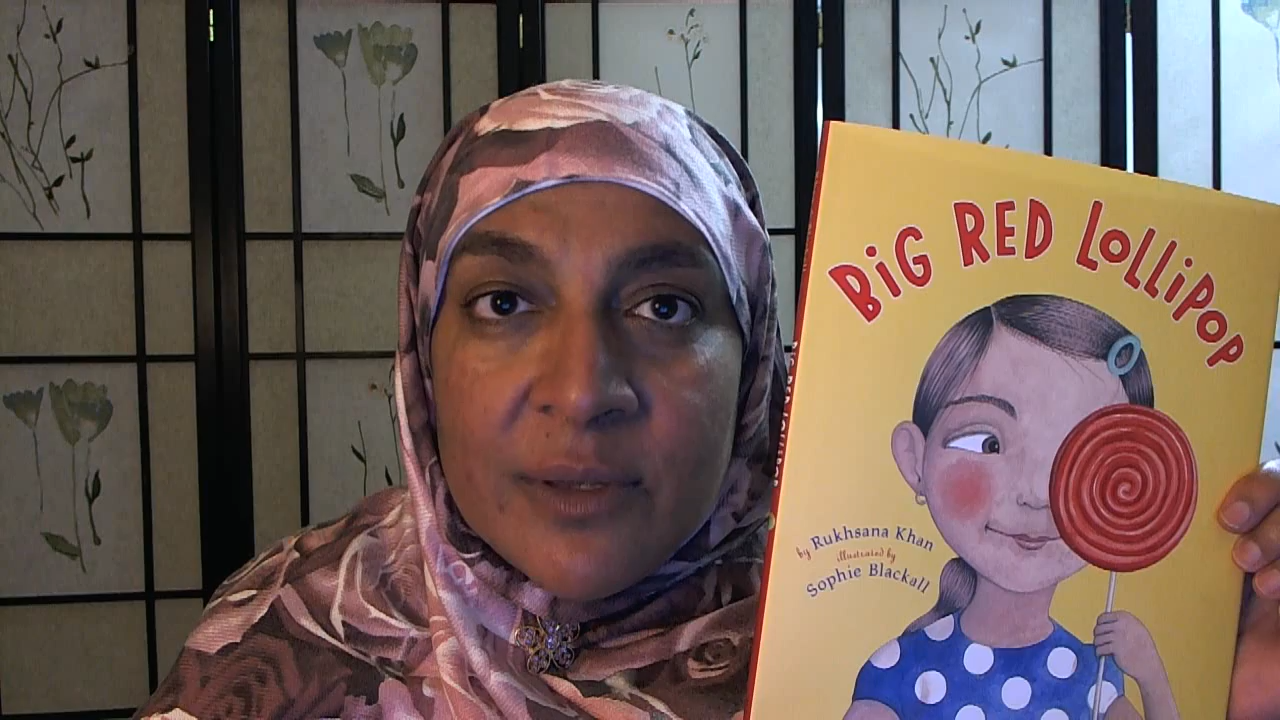 BiG RED LoLLiPOP
by Rukhsana Khan
illustrated by
Sophie Blackall